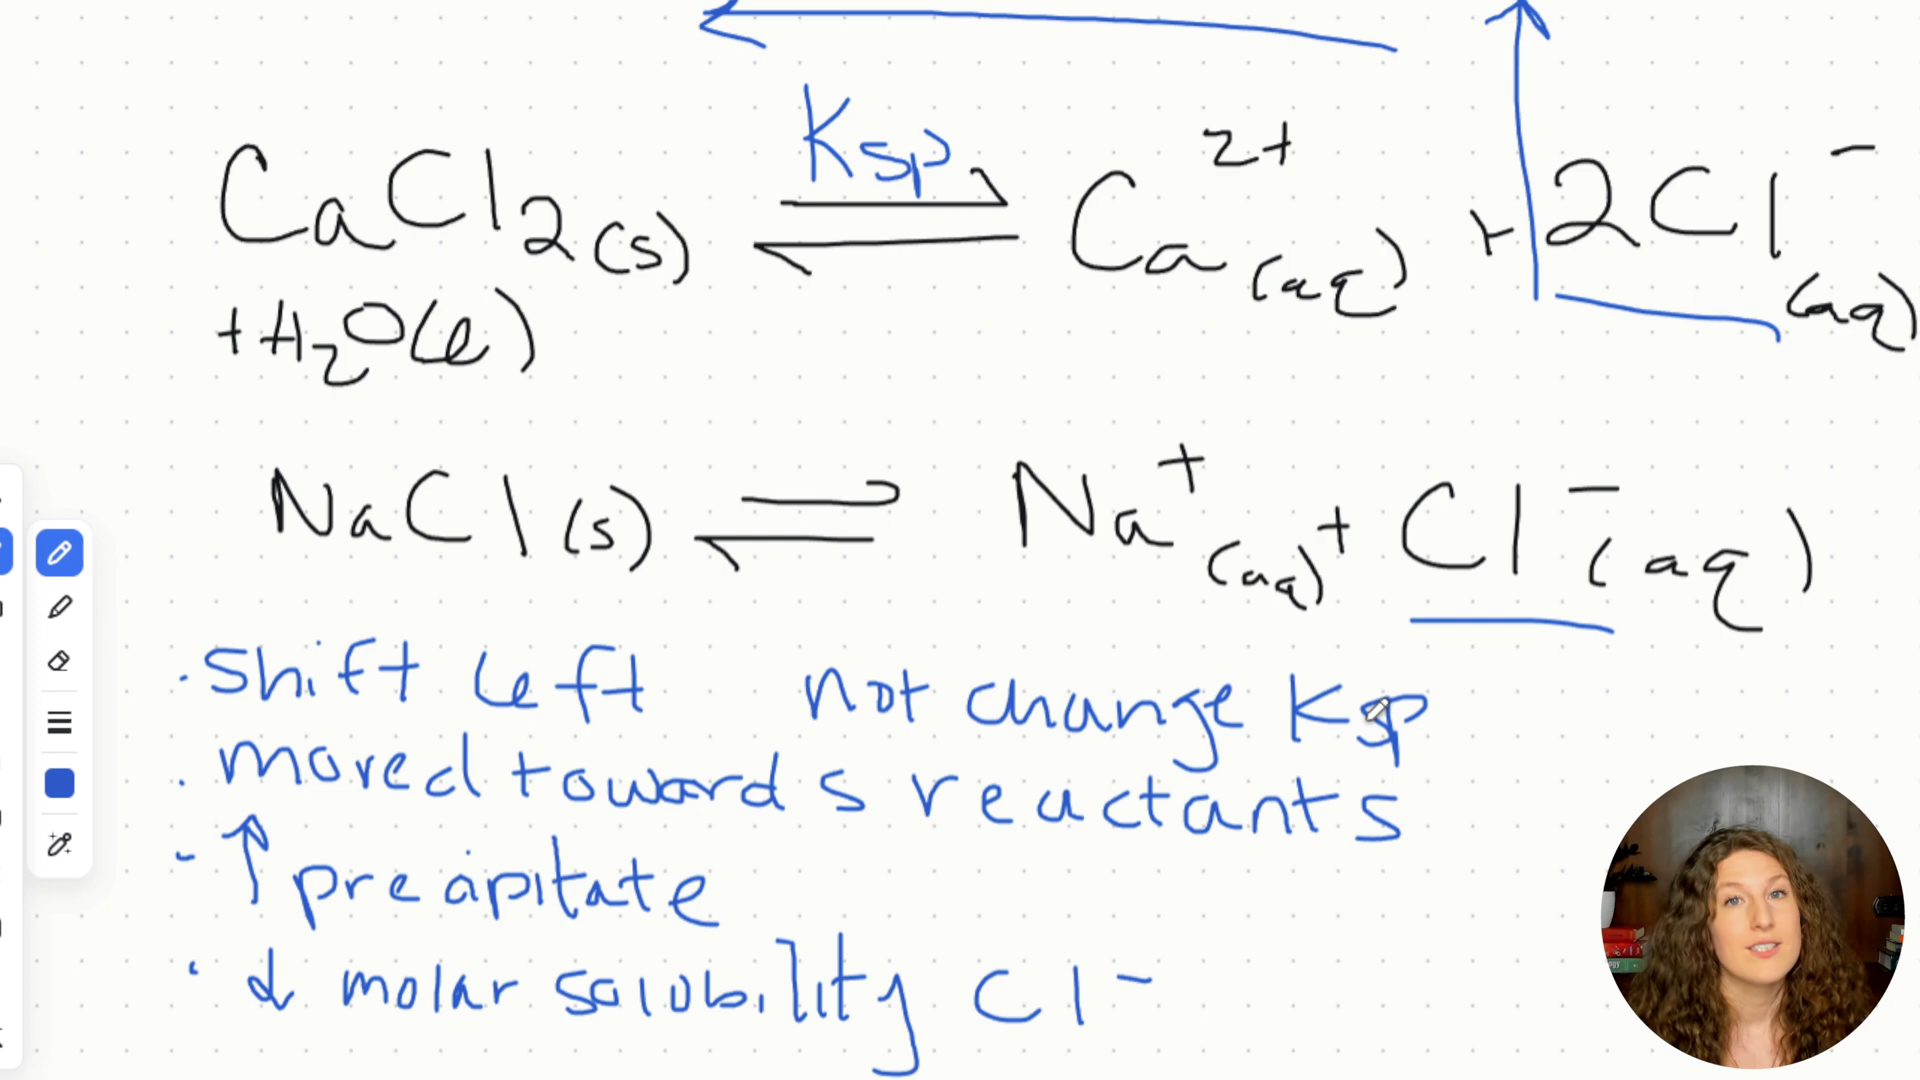 Ksp
CaCl2(s) ⇌ Ca2+(aq) + 2Cl-(aq)
+H2O(l)
NaCl(s) ⇌ Na+(aq) + Cl-(aq)
· Shift left not change Ksp
· moved towards reactants
· ↑ precipitate
· ↓ molar solubility Cl-